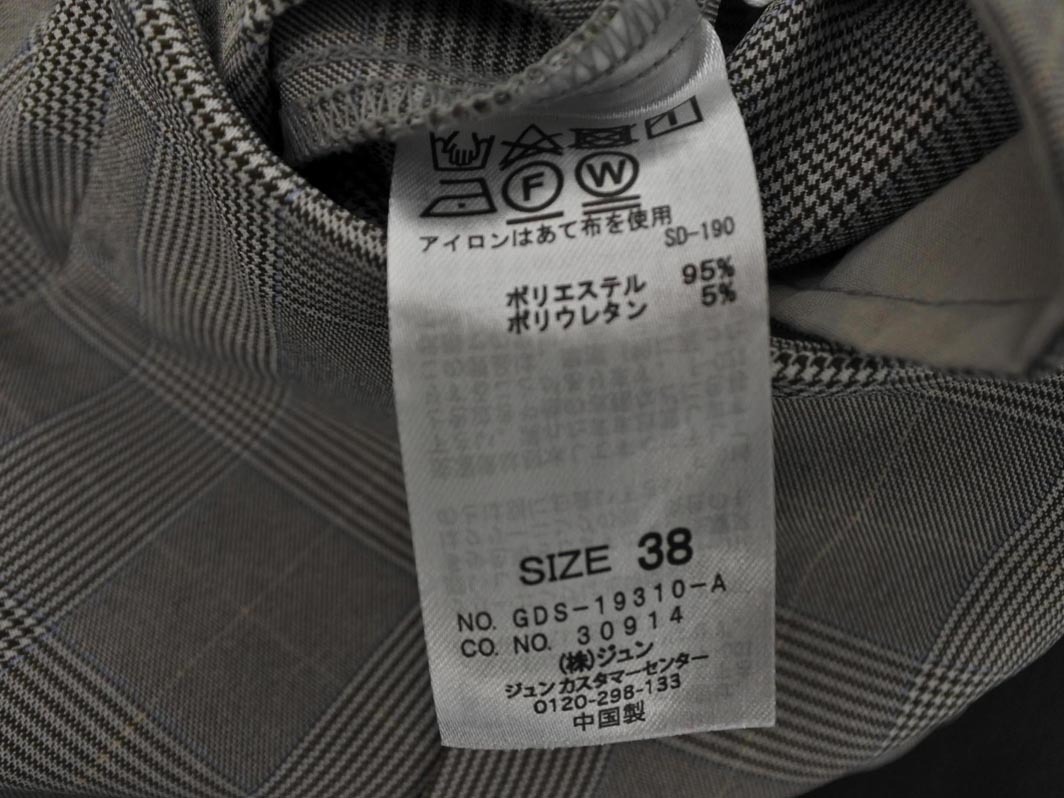 F W
アイロンはあて布を使用
SD-190
ポリエステル 95%
ポリウレタン 5%
SIZE 38
NO. GDS-19310-A
CO. NO. 30914
(株)ジュン
ジュンカスタマーセンター
0120-298-133
中国製